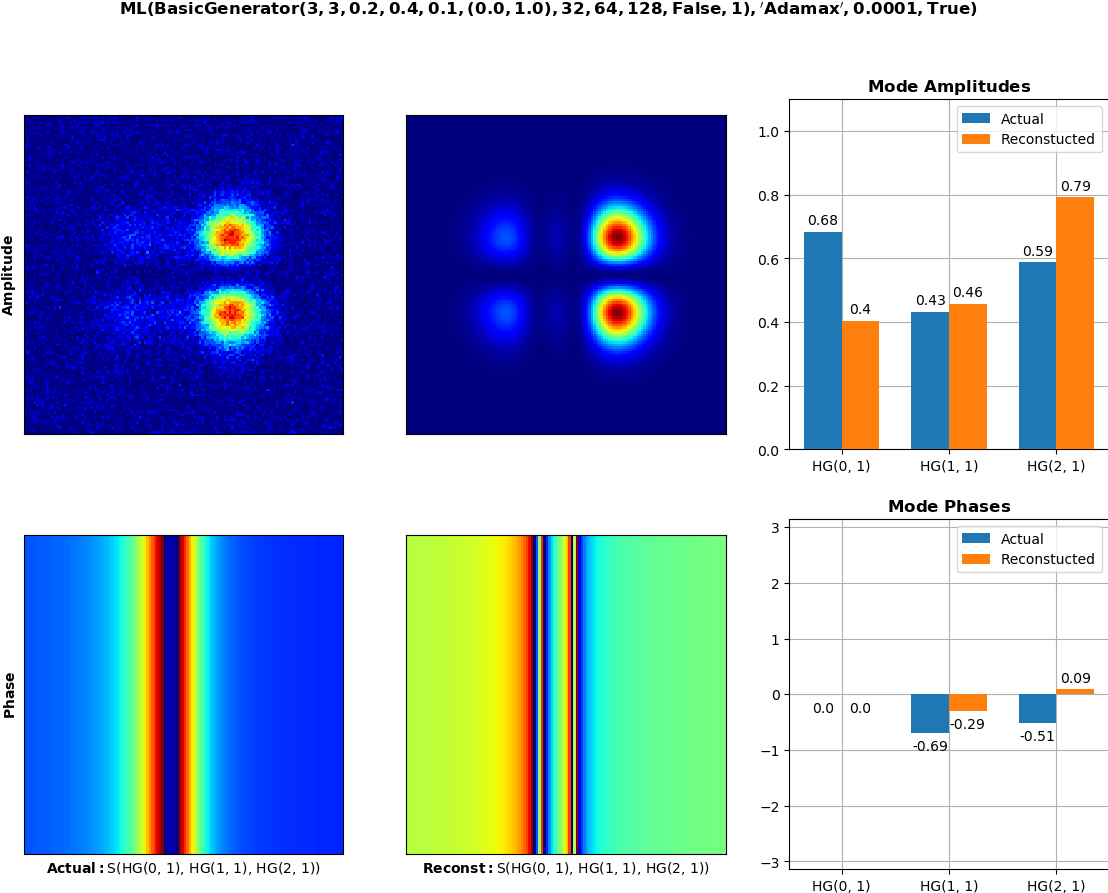 ML(BasicGenerator(3, 3, 0.2, 0.4, 0.1, (0.0, 1.0), 32, 64, 128, False, 1), ′Adamax′, 0.0001, True)
Amplitude
Mode Amplitudes
Actual
Reconstucted
1.0
0.8
0.6
0.4
0.2
0.0
0.68
0.4
0.43
0.46
0.59
0.79
HG(0, 1)
HG(1, 1)
HG(2, 1)
Phase
Actual: S(HG(0, 1), HG(1, 1), HG(2, 1))
Reconst: S(HG(0, 1), HG(1, 1), HG(2, 1))
Mode Phases
Actual
Reconstucted
3
2
1
0
−1
−2
−3
0.0
0.0
-0.69
-0.29
-0.51
0.09
HG(0, 1)
HG(1, 1)
HG(2, 1)